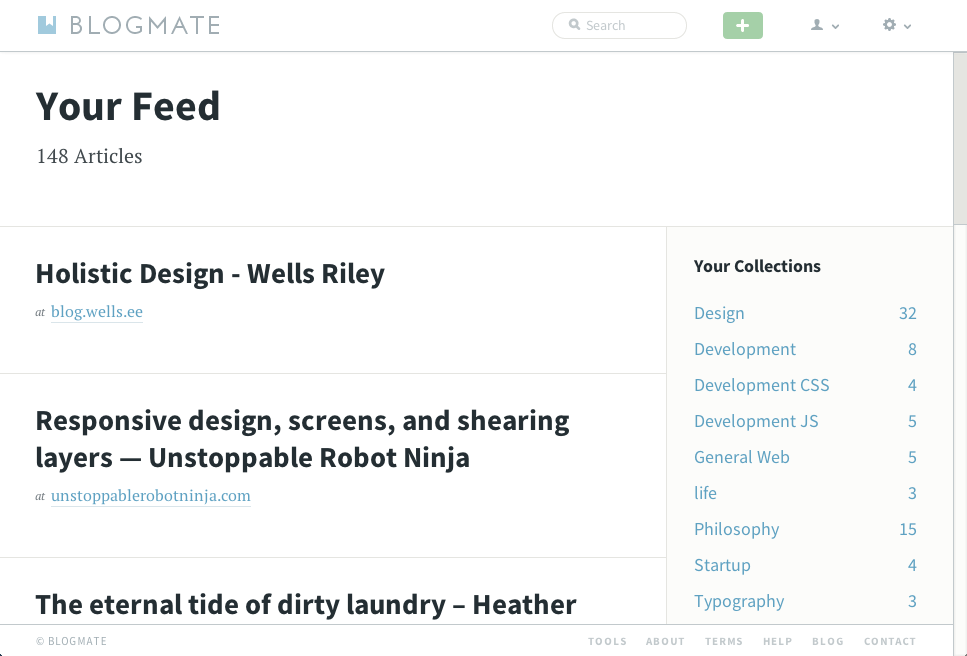 BLOGMATE
Search
Your Feed
148 Articles
Holistic Design - Wells Riley
at blog.wells.ee
Responsive design, screens, and shearing
layers — Unstoppable Robot Ninja
at unstoppablerobotninja.com
The eternal tide of dirty laundry – Heather
Your Collections
Design 32
Development 8
Development CSS 4
Development JS 5
General Web 5
life 3
Philosophy 15
Startup 4
Typography 3
© BLOGMATE
TOOLS ABOUT TERMS HELP BLOG CONTACT